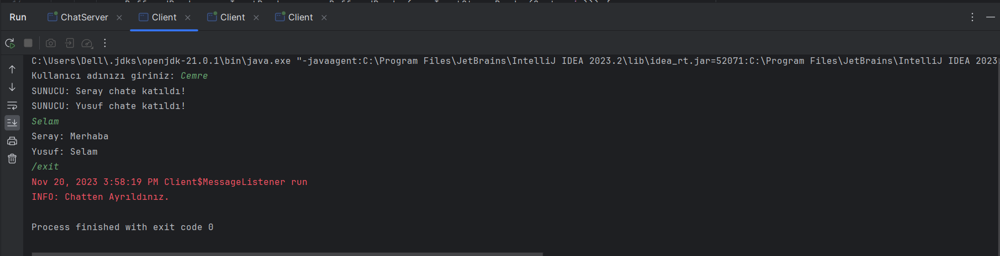 Run ChatServer Client Client Client
C:\Users\Dell\.jdks\openjdk-21.0.1\bin\java.exe "-javaagent:C:\Program Files\JetBrains\IntelliJ IDEA 2023.2\lib\idea_rt.jar=52071:C:\Program Files\JetBrains\IntelliJ IDEA 2023
Kullanıcı adınızı giriniz: Cemre
SUNUCU: Seray chate katıldı!
SUNUCU: Yusuf chate katıldı!
Selam
Seray: Merhaba
Yusuf: Selam
/exit
Nov 20, 2023 3:58:19 PM Client$MessageListener run
INFO: Chatten Ayrıldınız.
Process finished with exit code 0